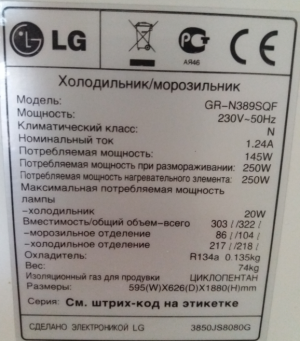 LG
АЯ46
Холодильник/морозильник
Модель: GR-N389SQF
Мощность: 230V~50Hz
Климатический класс: N
Номинальный ток 1.24A
Потребляемая мощность: 145W
Потребляемая мощность при размораживании: 250W
Потребляемая мощность нагревательного элемента: 250W
Максимальная потребляемая мощность
лампы
-холодильник 20W
Вместимость/общий объем-всего 303/ 322/
-морозильное отделение 86 /104/
-холодильное отделение 217/ /218/
Охладитель: R134a 0.135kg
Вес: 74kg
Изоляционный газ для продувки ЦИКЛОПЕНТАН
Размеры: 595(W)X626(D)X1880(H)mm
Серия: См. штрих-код на этикетке
СДЕЛАНО ЭЛЕКТРОНИКОЙ LG 3850JS8080G